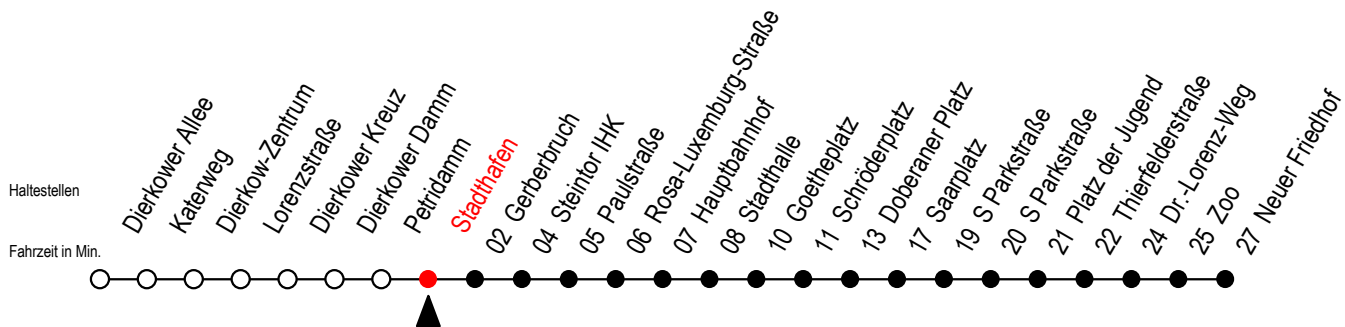 Haltestellen
Fahrzeit in Min.
Dierkower Allee
Katerweg
Dierkow-Zentrum
Lorenzstraße
Dierkower Kreuz
Dierkower Damm
Petridamm
Stadthafen
02 Gerberbruch
04 Steintor IHK
05 Paulstraße
06 Rosa-Luxemburg-Straße
07 Hauptbahnhof
08 Stadthalle
10 Goetheplatz
11 Schröderplatz
13 Doberaner Platz
17 Saarplatz
19 S Parkstraße
20 S Parkstraße
21 Platz der Jugend
22 Thierfelderstraße
24 Dr.-Lorenz-Weg
25 Zoo
27 Neuer Friedhof